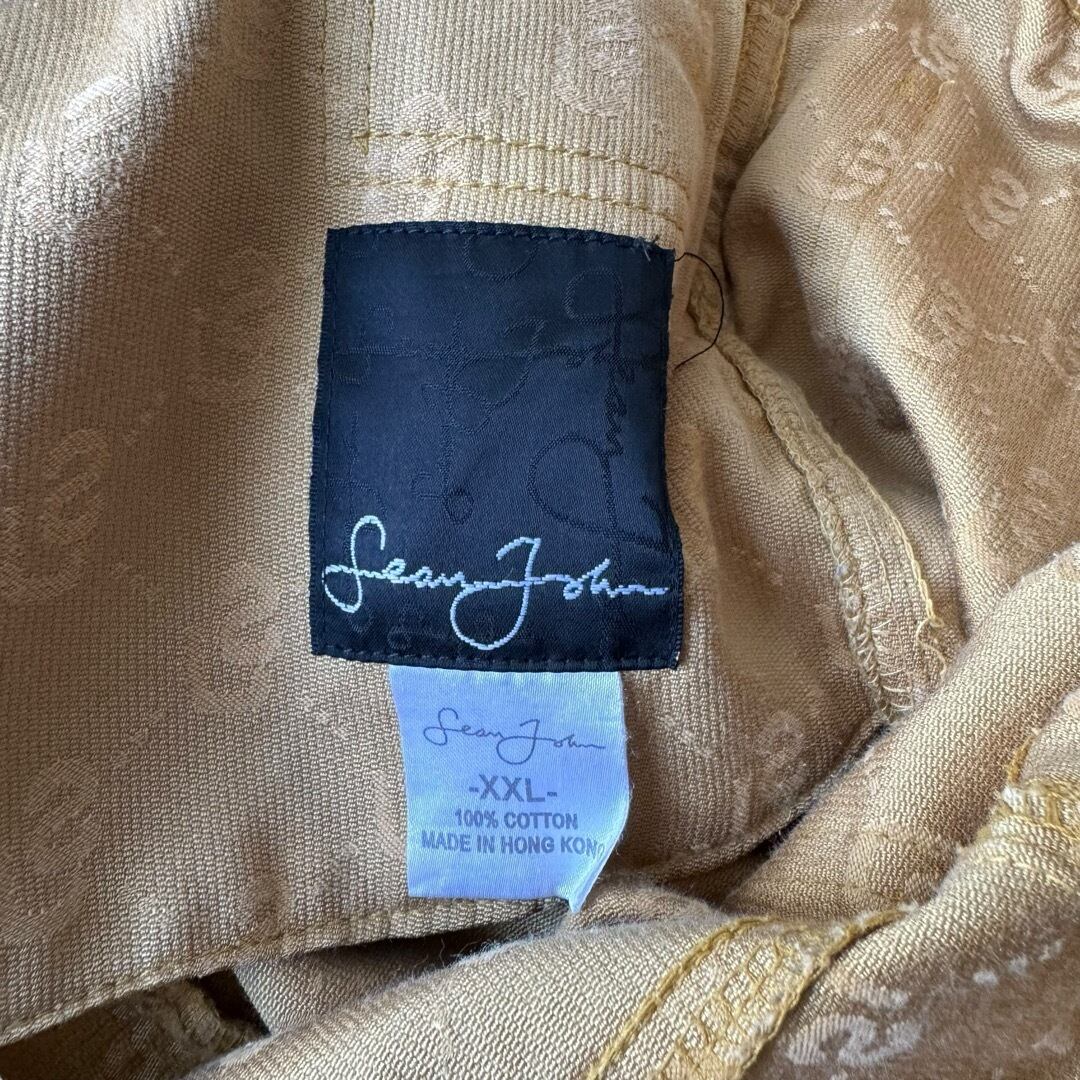 Sean John
Sean John
-XXL-
100% COTTON
MADE IN HONG KONG